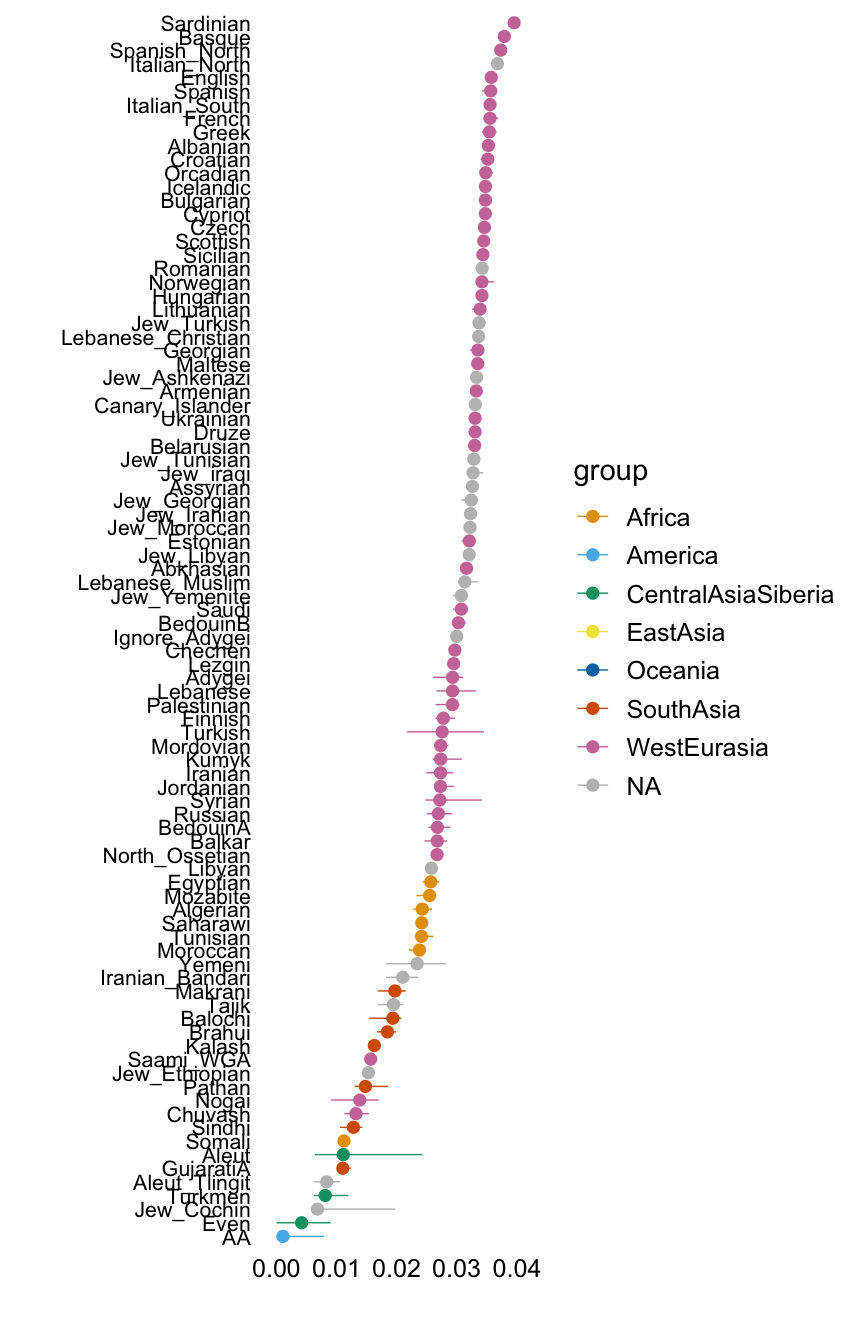 Sardinian
Basque
Spanish_North
Italian_North
English
Spanish
Italian_South
French
Greek
Albanian
Croatian
Orcadian
Icelandic
Bulgarian
Cypriot
Czech
Scottish
Sicilian
Romanian
Norwegian
Hungarian
Lithuanian
Jew_Turkish
Lebanese_Christian
Georgian
Maltese
Jew_Ashkenazi
Armenian
Canary_Islander
Ukrainian
Druze
Belarusian
Jew_Tunisian
Jew_Iraqi
Assyrian
Jew_Georgian
Jew_Iranian
Jew_Moroccan
Estonian
Jew_Libyan
Abkhasian
Lebanese_Muslim
Jew_Yemenite
Saudi
BedouinB
Ignore_Adygei
Chechen
Lezgin
Adygei
Lebanese
Palestinian
Finnish
Turkish
Mordovian
Kumyk
Iranian
Jordanian
Syrian
Russian
BedouinA
Balkar
North_Ossetian
Libyan
Egyptian
Mozabite
Algerian
Saharawi
Tunisian
Moroccan
Yemeni
Iranian_Bandari
Makrani
Tajik
Balochi
Brahui
Kalash
Saami_WGA
Jew_Ethiopian
Pathan
Nogai
Chuvash
Sindhi
Somali
Aleut
GujaratiA
Aleut_Tlingit
Turkmen
Jew_Cochin
Even
AA
0.00 0.01 0.02 0.03 0.04
group
Africa
America
CentralAsiaSiberia
EastAsia
Oceania
SouthAsia
WestEurasia
NA